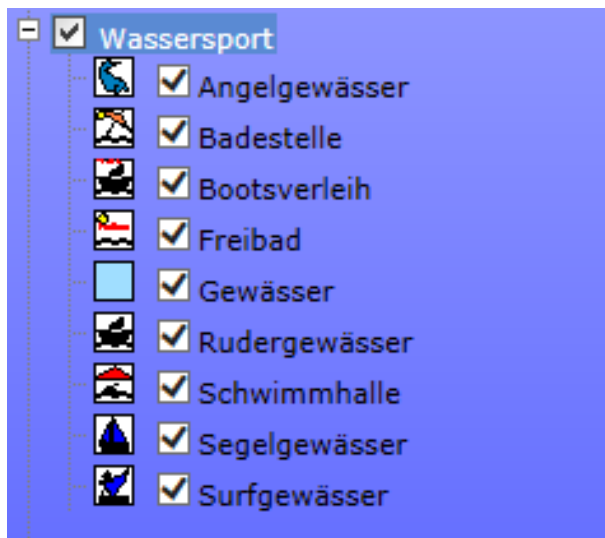 Wassersport
Angelgewässer
Badestelle
Bootsverleih
Freibad
Gewässer
Rudergewässer
Schwimmhalle
Segelgewässer
Surfgewässer